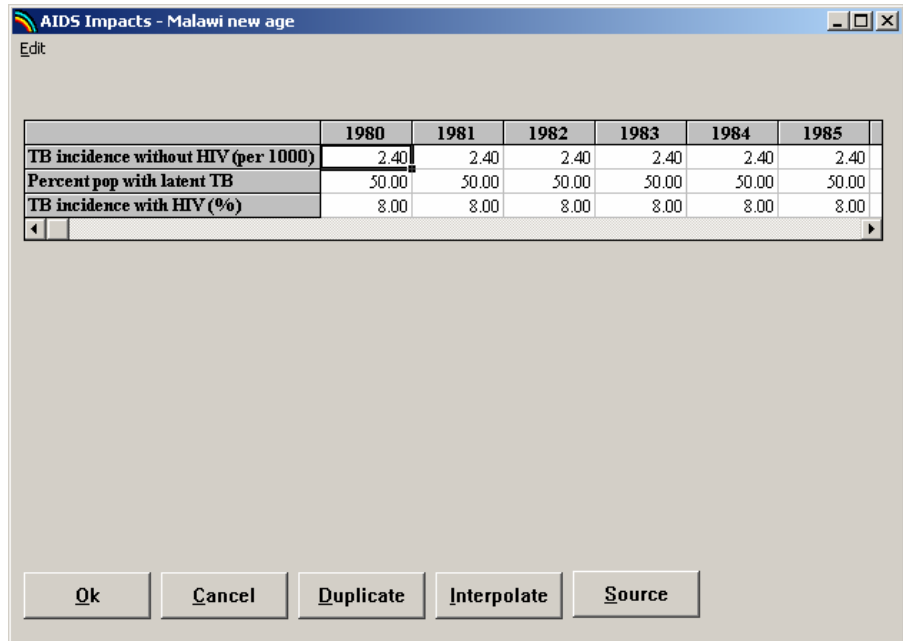 AIDS Impacts - Malawi new age
Edit
1980 1981 1982 1983 1984 1985
TB incidence without HIV (per 1000) 2.40 2.40 2.40 2.40 2.40 2.40
Percent pop with latent TB 50.00 50.00 50.00 50.00 50.00 50.00
TB incidence with HIV (%) 8.00 8.00 8.00 8.00 8.00 8.00
Ok Cancel Duplicate Interpolate Source